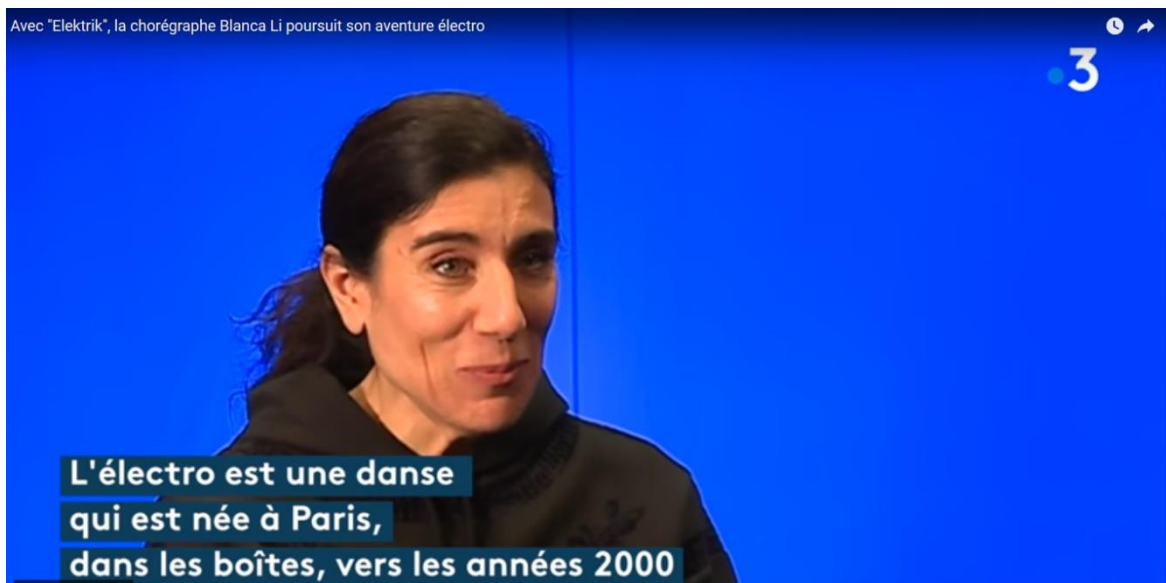 Avec "Elektrik", la chorégraphe Blanca Li poursuit son aventure électro
3
L'électro est une danse
qui est née à Paris,
dans les boîtes, vers les années 2000